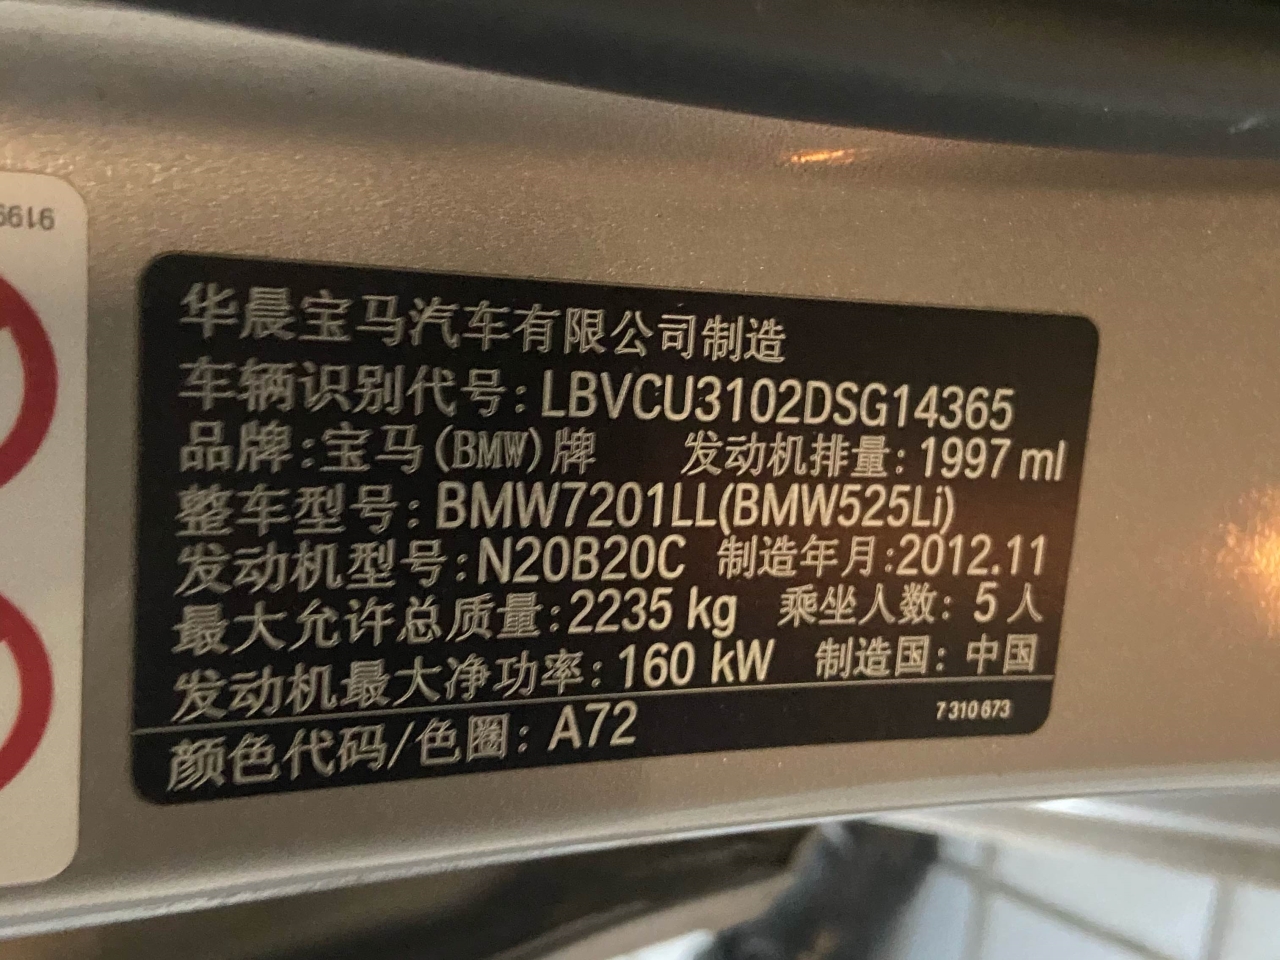 9199
华晨宝马汽车有限公司制造
车辆识别代号:LBVCU3102DSG14365
品牌:宝马(BMW)牌 发动机排量:1997 ml
整车型号:BMW7201LL(BMW525Li)
发动机型号:N20B20C 制造年月:2012.11
最大允许总质量:2235 kg 乘坐人数:5人
发动机最大净功率:160 kW 制造国:中国
7 310 673
颜色代码/色圈:A72